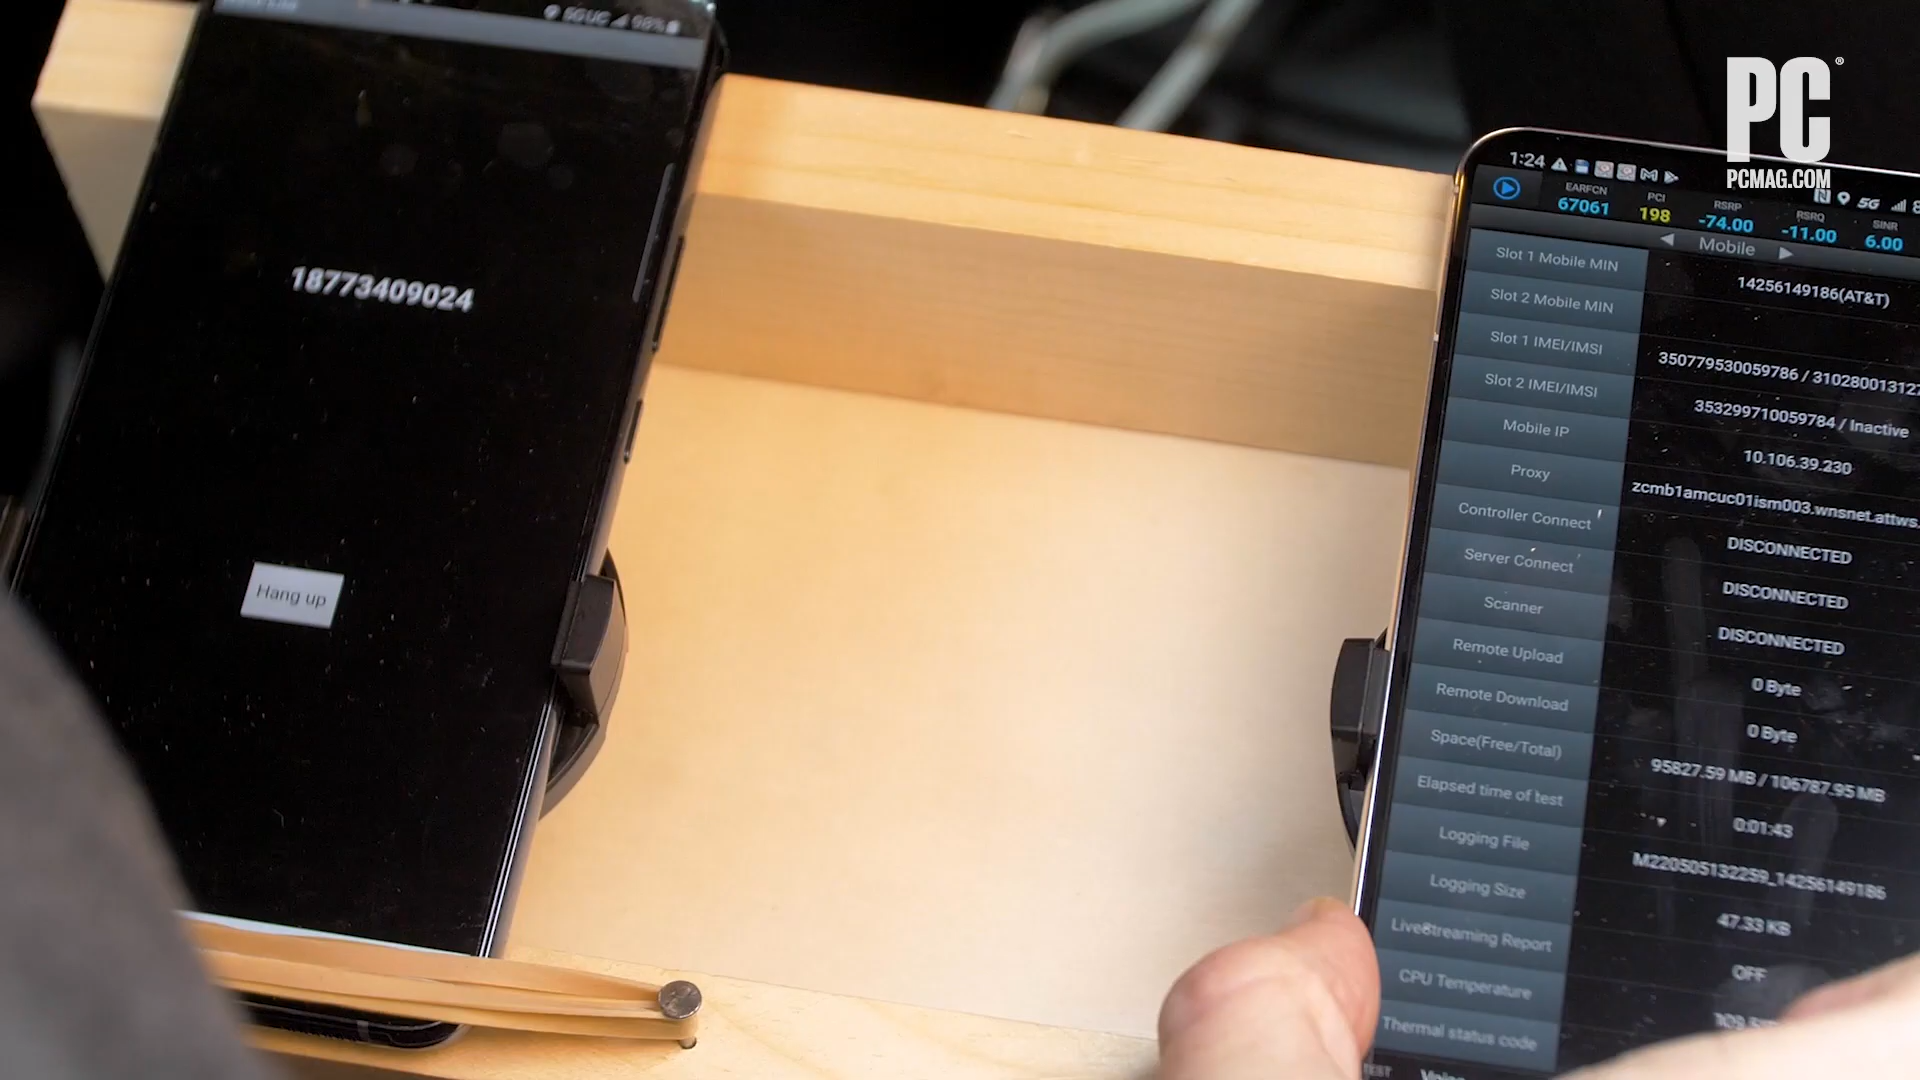 5G UC 98%
18773409024
Hang up
PC
PCMAG.COM
1:24
5G
EARFCN PCI RSRP RSRQ SINR
67061 198 -74.00 -11.00 6.00
Mobile
Slot 1 Mobile MIN 14256149186(AT&T)
Slot 2 Mobile MIN
Slot 1 IMEI/IMSI 350779530059786 / 3102800131
Slot 2 IMEI/IMSI 353299710059784 / Inactive
Mobile IP 10.106.39.230
Proxy zcmb1amcuc01ism003.wnsnet.attws.
Controller Connect DISCONNECTED
Server Connect DISCONNECTED
Scanner DISCONNECTED
Remote Upload 0 Byte
Remote Download 0 Byte
Space(Free/Total) 95827.59 MB / 106787.95 MB
Elapsed time of test 0:01:43
Logging File M220505132259_14256149186
Logging Size 47.33 KB
LiveStreaming Report OFF
CPU Temperature
Thermal status code